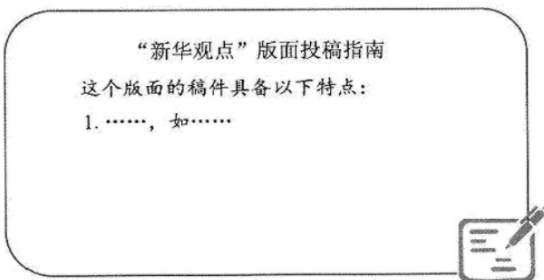 “新华观点”版面投稿指南
这个版面的稿件具备以下特点：
1.……，如……